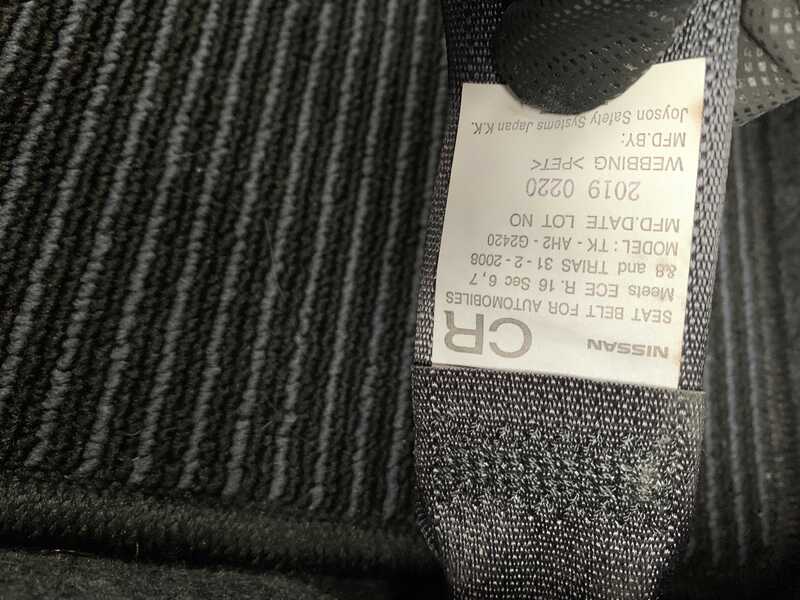 NISSAN CR
SEAT BELT FOR AUTOMOBILES
Meets ECE R. 16 Sec 6,7
&8 and TRIAS 31 - 2 - 2008
MODEL : TK - AH2 - G2420
MFD.DATE LOT NO
2019 0220
WEBBING >PET<
MFD.BY:
Joyson Safety Systems Japan K.K.